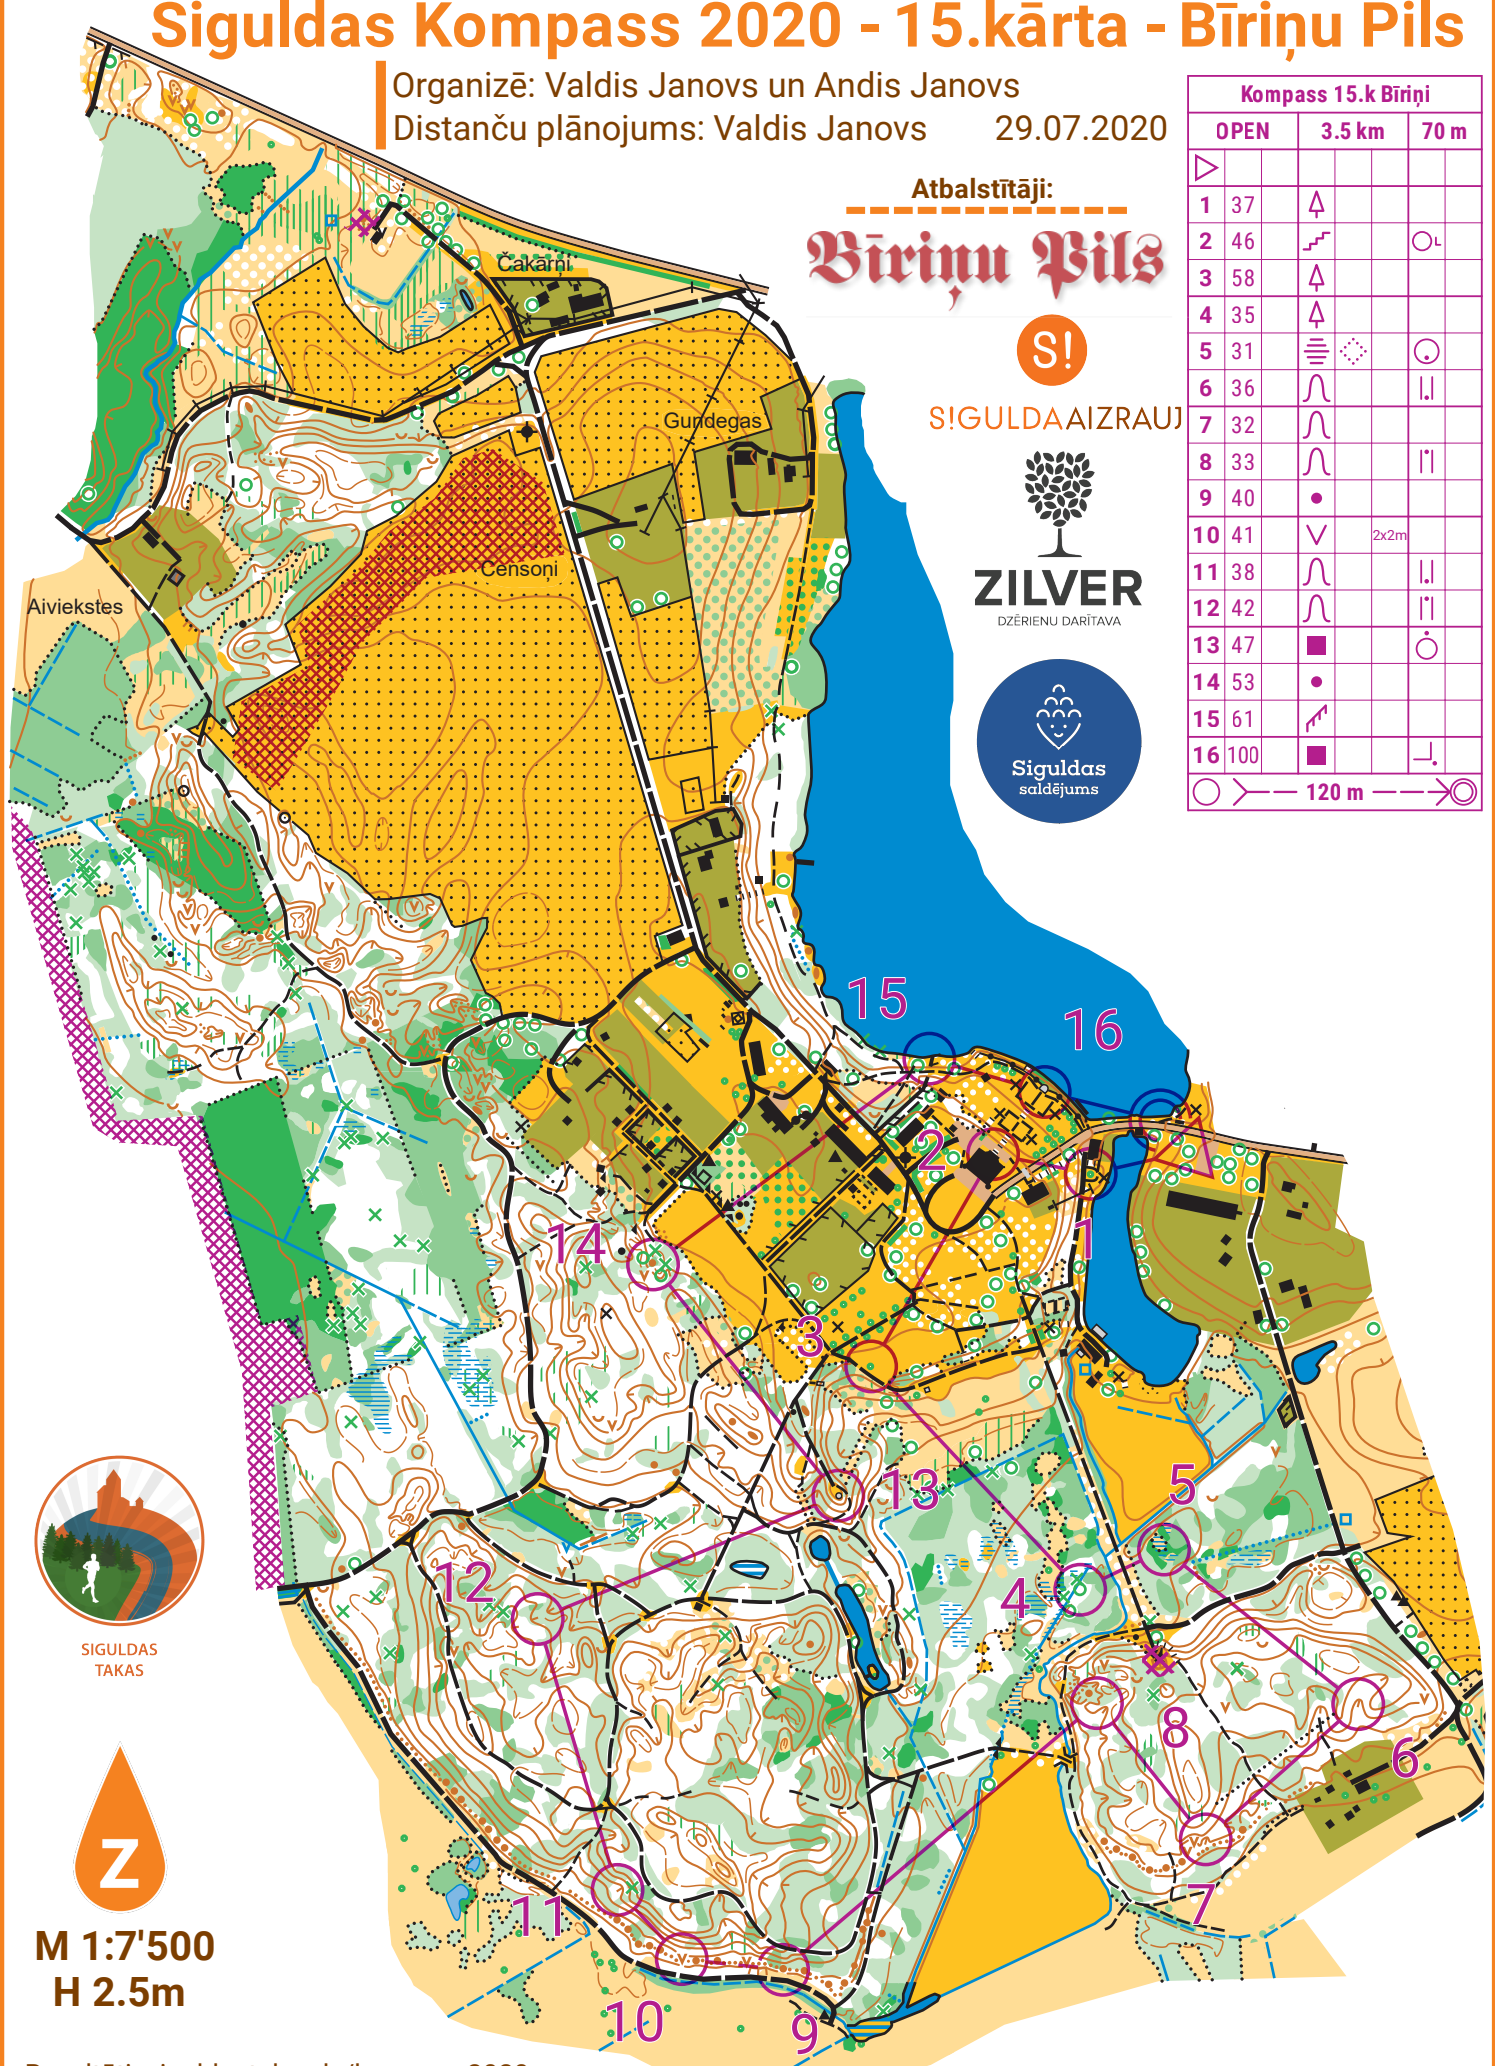 Siguldas Kompass 2020 - 15.kārta - Bīriņu Pils
Organizē: Valdis Janovs un Andis Janovs
Distanču plānojums: Valdis Janovs 29.07.2020
Atbalstītāji:
Bīriņu Pils
S!
S!GULDAAIZRAUJ
ZILVER
DZĒRIENU DARĪTAVA
Siguldas
saldējums
Kompass 15.k Bīriņi
OPEN 3.5 km 70 m
1 37
2 46
3 58
4 35
5 31
6 36
7 32
8 33
9 40
10 41 2x2m
11 38
12 42
13 47
14 53
15 61
16 100
120 m
Čakārņi
Gundegas
Censoņi
Aiviekstes
15
16
2
1
14
3
13
5
12
4
8
6
11
7
10
9
SIGULDAS
TAKAS
Z
M 1:7'500
H 2.5m